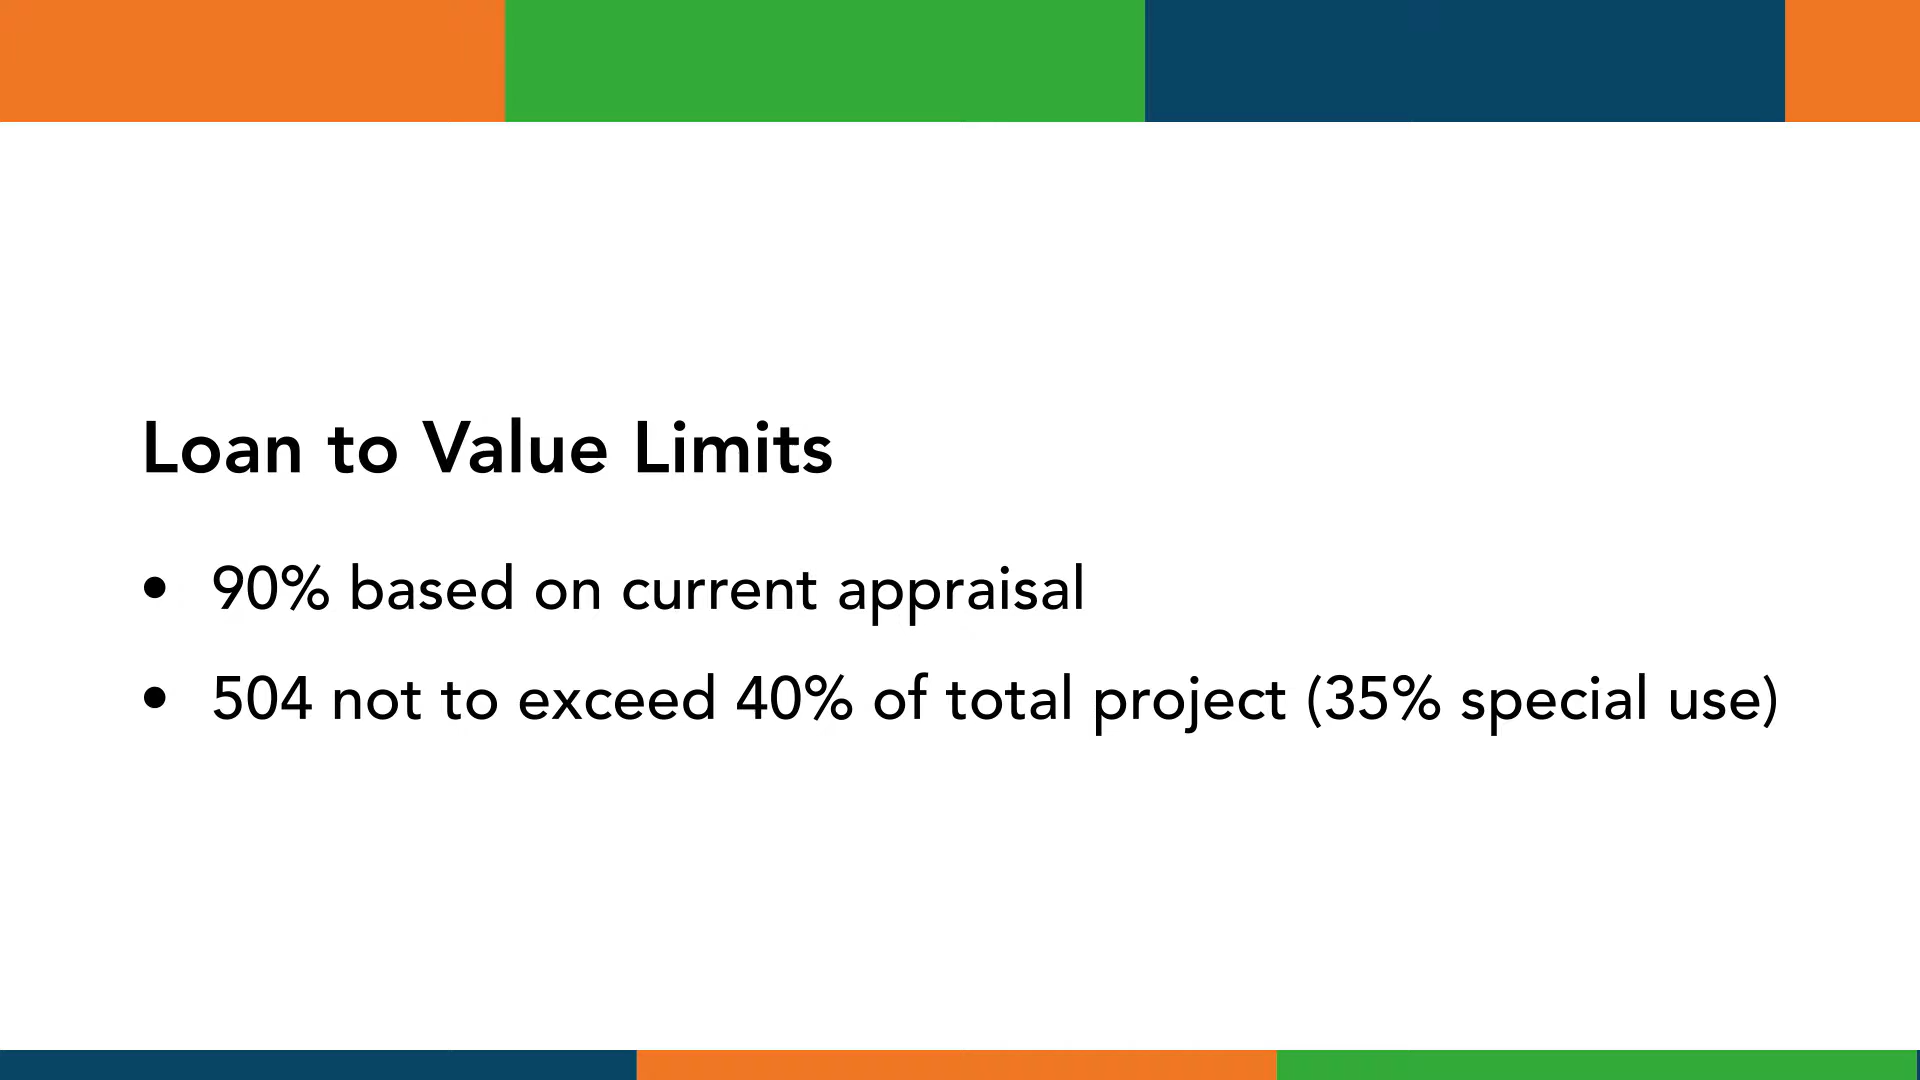 Loan to Value Limits
• 90% based on current appraisal
• 504 not to exceed 40% of total project (35% special use)